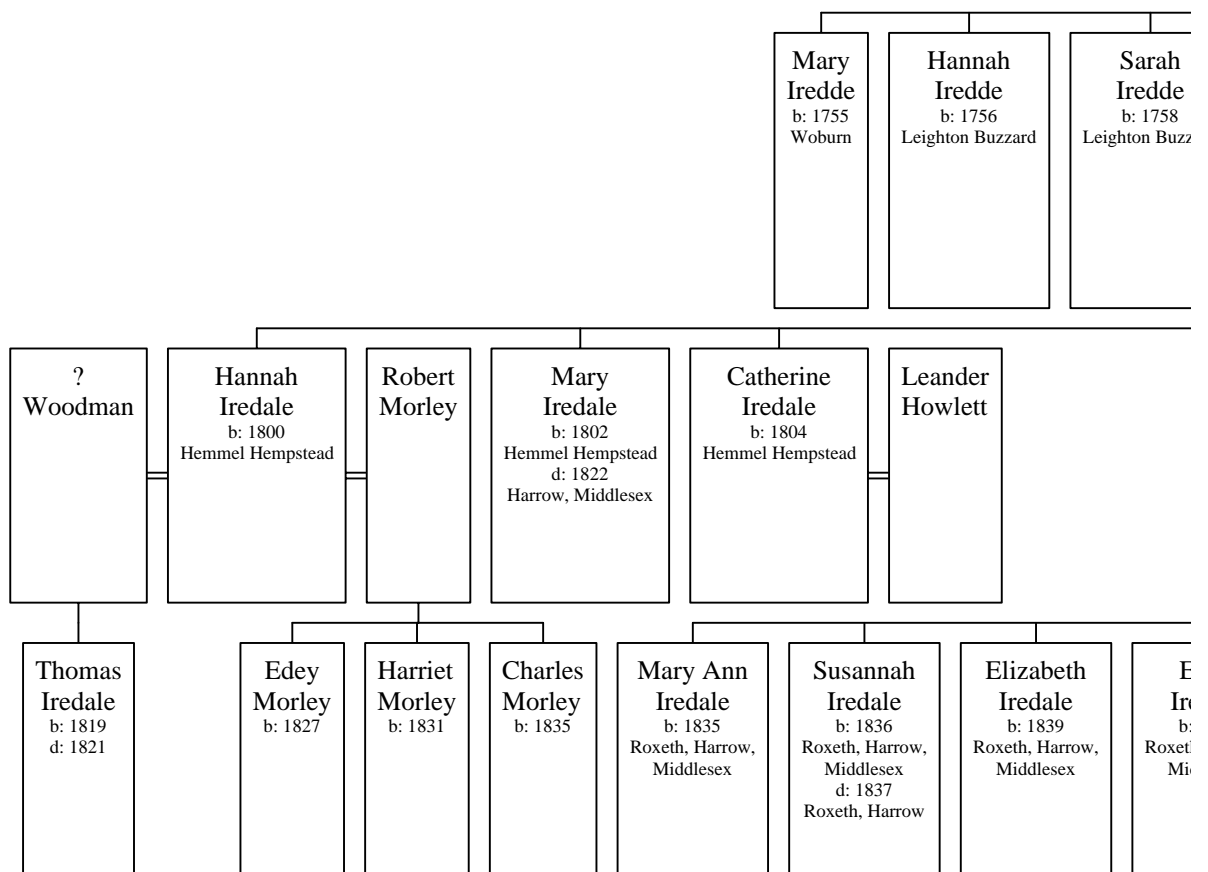 Mary
Iredde
b: 1755
Woburn
Hannah
Iredde
b: 1756
Leighton Buzzard
Sarah
Iredde
b: 1758
Leighton
?
Woodman
Hannah
Iredale
b: 1800
Hemmel Hempstead
Robert
Morley
Mary
Iredale
b: 1802
Hemmel Hempstead
d: 1822
Harrow, Middlesex
Catherine
Iredale
b: 1804
Hemmel Hempstead
Leander
Howlett
Thomas
Iredale
b: 1819
d: 1821
Edey
Morley
b: 1827
Harriet
Morley
b: 1831
Charles
Morley
b: 1835
Mary Ann
Iredale
b: 1835
Roxeth, Harrow,
Middlesex
Susannah
Iredale
b: 1836
Roxeth, Harrow,
Middlesex
d: 1837
Roxeth, Harrow
Elizabeth
Iredale
b: 1839
Roxeth, Harrow,
Middlesex